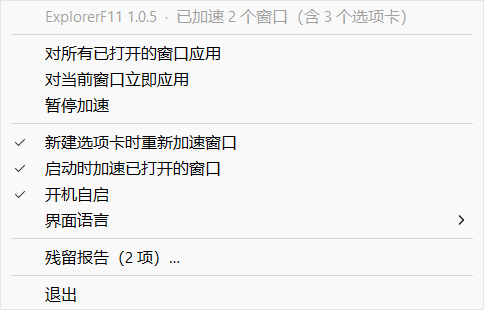 ExplorerF11 1.0.5 · 已加速 2 个窗口（含 3 个选项卡）
对所有已打开的窗口应用
对当前窗口立即应用
暂停加速
新建选项卡时重新加速窗口
启动时加速已打开的窗口
开机自启
界面语言
残留报告（2 项）...
退出